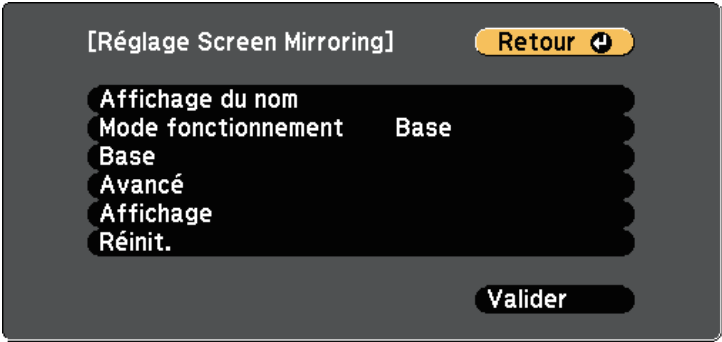 [Réglage Screen Mirroring] Retour
Affichage du nom
Mode fonctionnement Base
Base
Avancé
Affichage
Réinit.
Valider